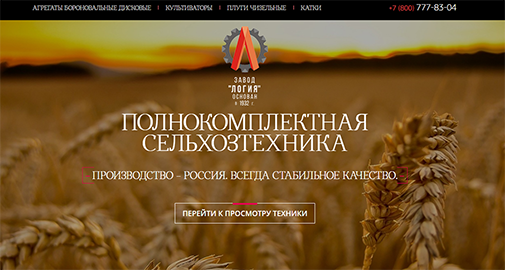 АГРЕГАТЫ БОРОНОВАЛЬНЫЕ ДИСКОВЫЕ | КУЛЬТИВАТОРЫ | ПЛУГИ ЧИЗЕЛЬНЫЕ | КАТКИ +7 (800) 777-83-04
ЗАВОД
"ЛОГИЯ"
ОСНОВАН
в 1932 г.
ПОЛНОКОМПЛЕКТНАЯ
СЕЛЬХОЗТЕХНИКА
ПРОИЗВОДСТВО – РОССИЯ. ВСЕГДА СТАБИЛЬНОЕ КАЧЕСТВО.
ПЕРЕЙТИ К ПРОСМОТРУ ТЕХНИКИ